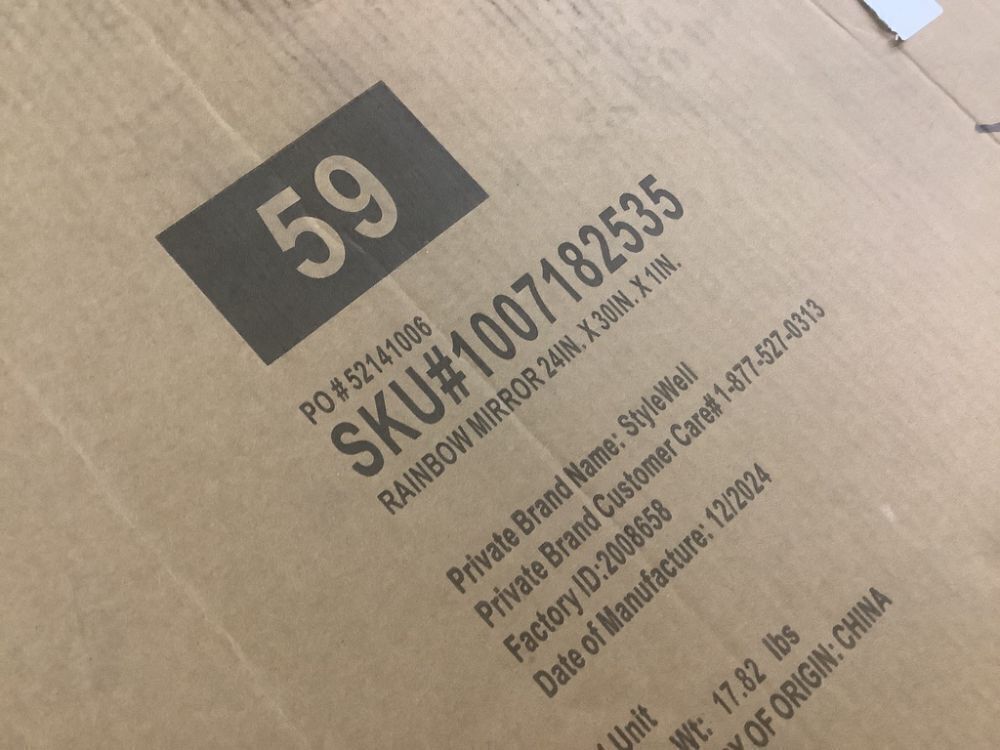 59
PO # 52141006
SKU#1007182535
RAINBOW MIRROR 24IN. X 30IN. X 1IN.
Private Brand Name: StyleWell
Private Brand Customer Care# 1-877-527-0313
Factory ID:2008658
Date of Manufacture: 12/2024
Unit
Wt: 17.82 lbs
OF ORIGIN: CHINA